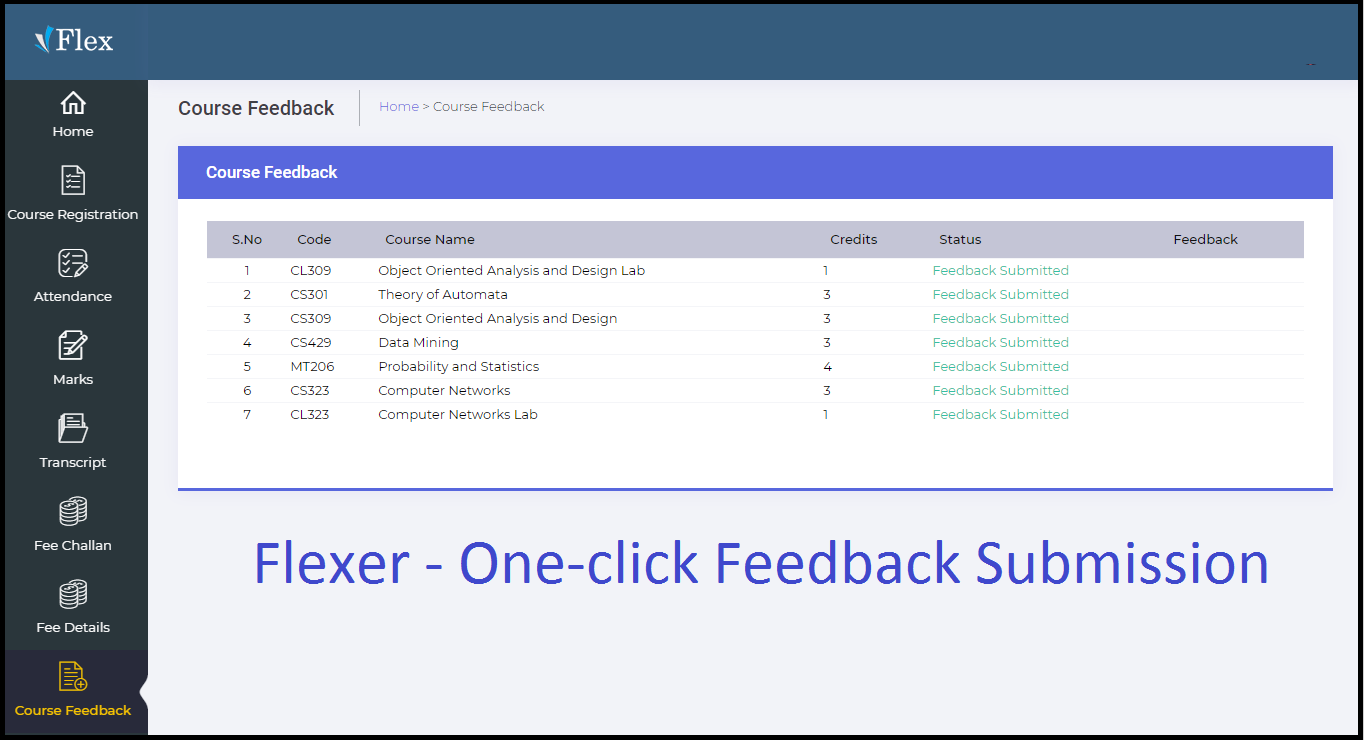 Flex
Home
Course Registration
Attendance
Marks
Transcript
Fee Challan
Fee Details
Course Feedback
Course Feedback Home > Course Feedback
Course Feedback
S.No Code Course Name Credits Status Feedback
1 CL309 Object Oriented Analysis and Design Lab 1 Feedback Submitted
2 CS301 Theory of Automata 3 Feedback Submitted
3 CS309 Object Oriented Analysis and Design 3 Feedback Submitted
4 CS429 Data Mining 3 Feedback Submitted
5 MT206 Probability and Statistics 4 Feedback Submitted
6 CS323 Computer Networks 3 Feedback Submitted
7 CL323 Computer Networks Lab 1 Feedback Submitted
Flexer - One-click Feedback Submission